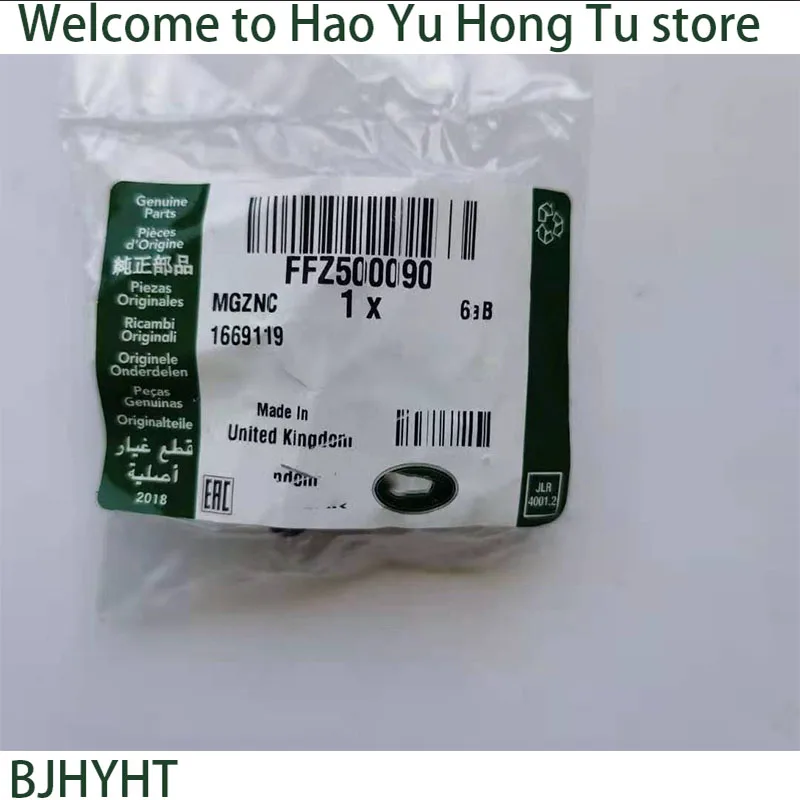 Welcome to Hao Yu Hong Tu store
Genuine
Parts
Pièces
d'Origine
純正部品
Piezas
Originales
Ricambi
Originali
Originele
Onderdelen
Peças
Genuinas
Originalteile
قطع غيار
أصلية
2018
FFZ500090
MGZNC
1 x
1669119
Made In
United Kingdom
EAC
JLR
4001.2
BJHYHT